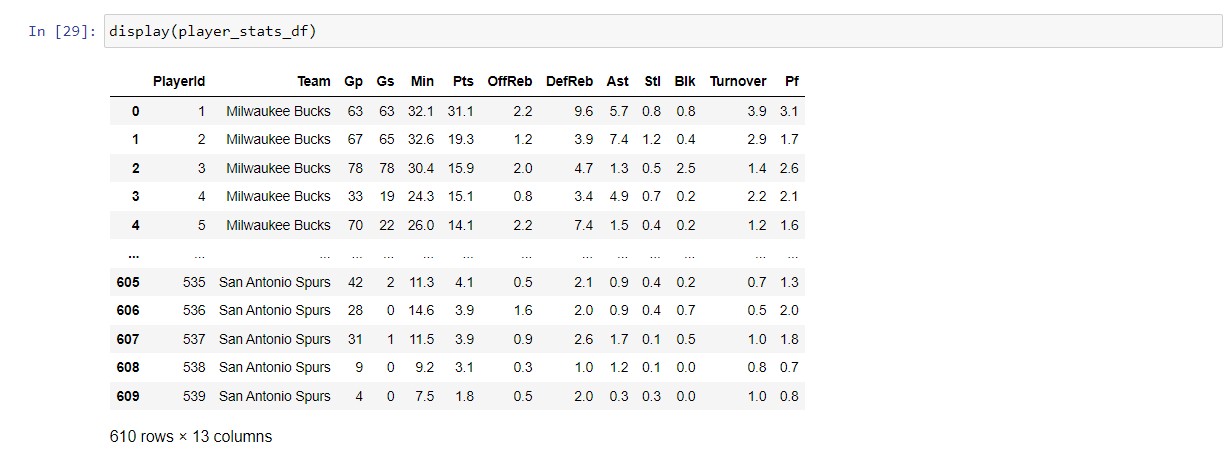 In [29]: display(player_stats_df)
PlayerId Team Gp Gs Min Pts OffReb DefReb Ast Stl Blk Turnover Pf
0 1 Milwaukee Bucks 63 63 32.1 31.1 2.2 9.6 5.7 0.8 0.8 3.9 3.1
1 2 Milwaukee Bucks 67 65 32.6 19.3 1.2 3.9 7.4 1.2 0.4 2.9 1.7
2 3 Milwaukee Bucks 78 78 30.4 15.9 2.0 4.7 1.3 0.5 2.5 1.4 2.6
3 4 Milwaukee Bucks 33 19 24.3 15.1 0.8 3.4 4.9 0.7 0.2 2.2 2.1
4 5 Milwaukee Bucks 70 22 26.0 14.1 2.2 7.4 1.5 0.4 0.2 1.2 1.6
... ... ... ... ... ... ... ... ... ... ... ... ... ...
605 535 San Antonio Spurs 42 2 11.3 4.1 0.5 2.1 0.9 0.4 0.2 0.7 1.3
606 536 San Antonio Spurs 28 0 14.6 3.9 1.6 2.0 0.9 0.4 0.7 0.5 2.0
607 537 San Antonio Spurs 31 1 11.5 3.9 0.9 2.6 1.7 0.1 0.5 1.0 1.8
608 538 San Antonio Spurs 9 0 9.2 3.1 0.3 1.0 1.2 0.1 0.0 0.8 0.7
609 539 San Antonio Spurs 4 0 7.5 1.8 0.5 2.0 0.3 0.3 0.0 1.0 0.8
610 rows × 13 columns